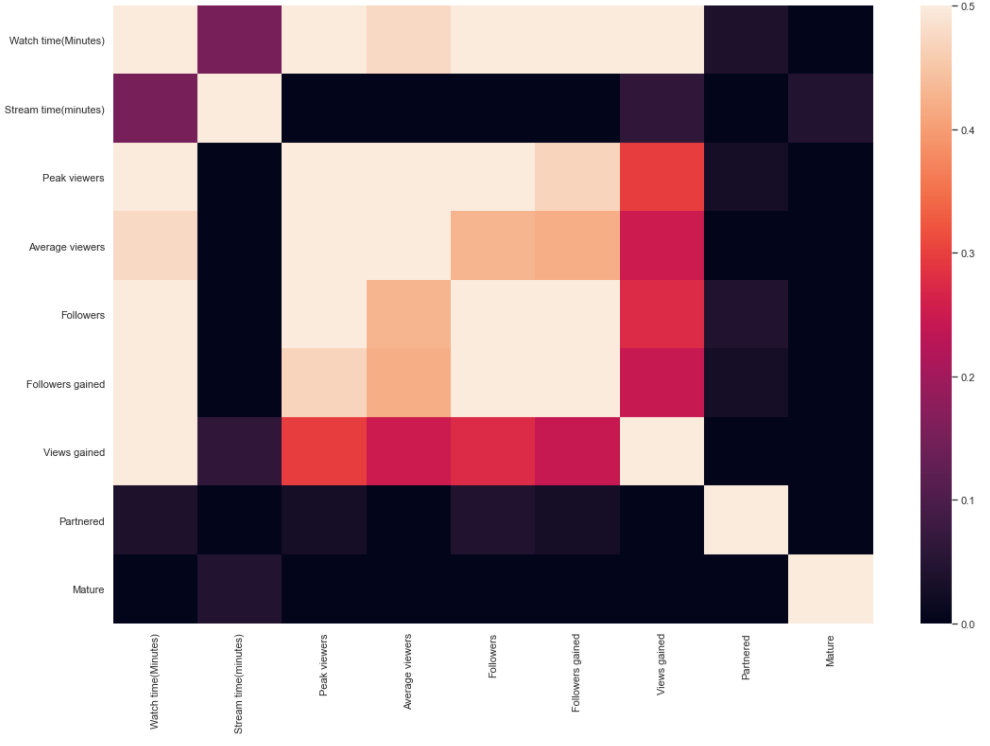 Watch time(Minutes)
Stream time(minutes)
Peak viewers
Average viewers
Followers
Followers gained
Views gained
Partnered
Mature
Watch time(Minutes)
Stream time(minutes)
Peak viewers
Average viewers
Followers
Followers gained
Views gained
Partnered
Mature
0.5
0.4
0.3
0.2
0.1
0.0